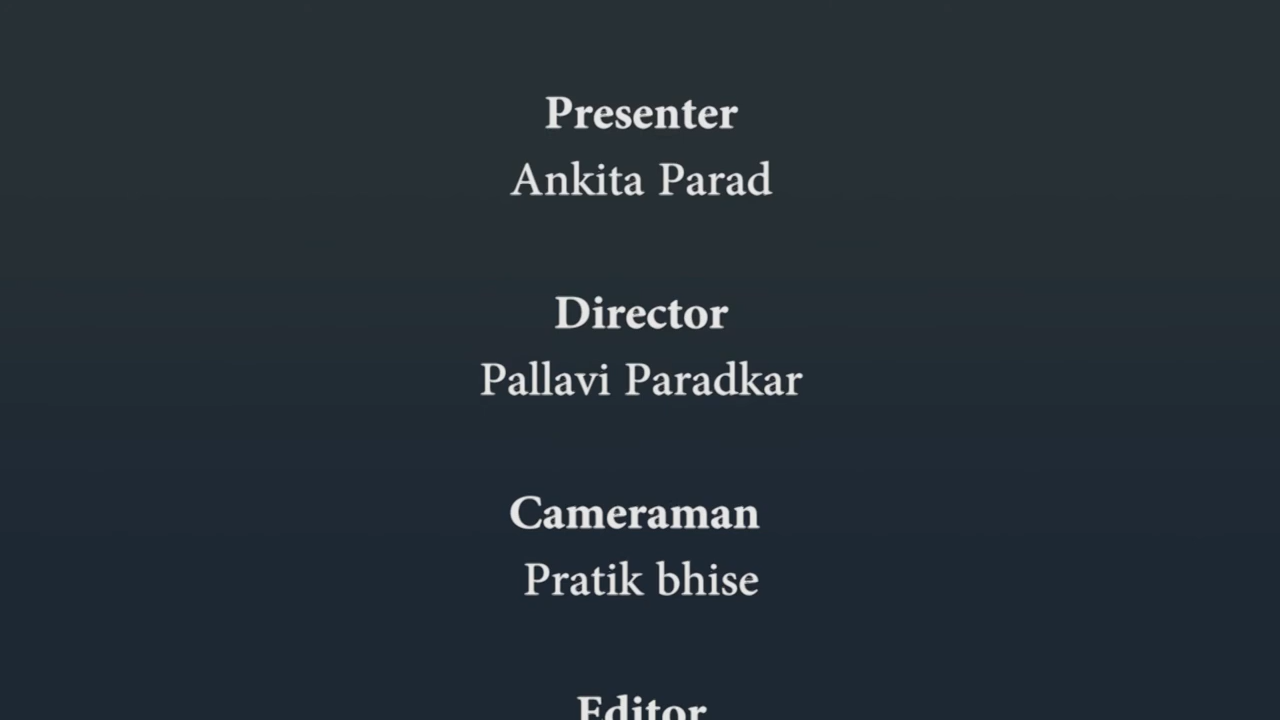 Presenter
Ankita Parad
Director
Pallavi Paradkar
Cameraman
Pratik bhise
Editor